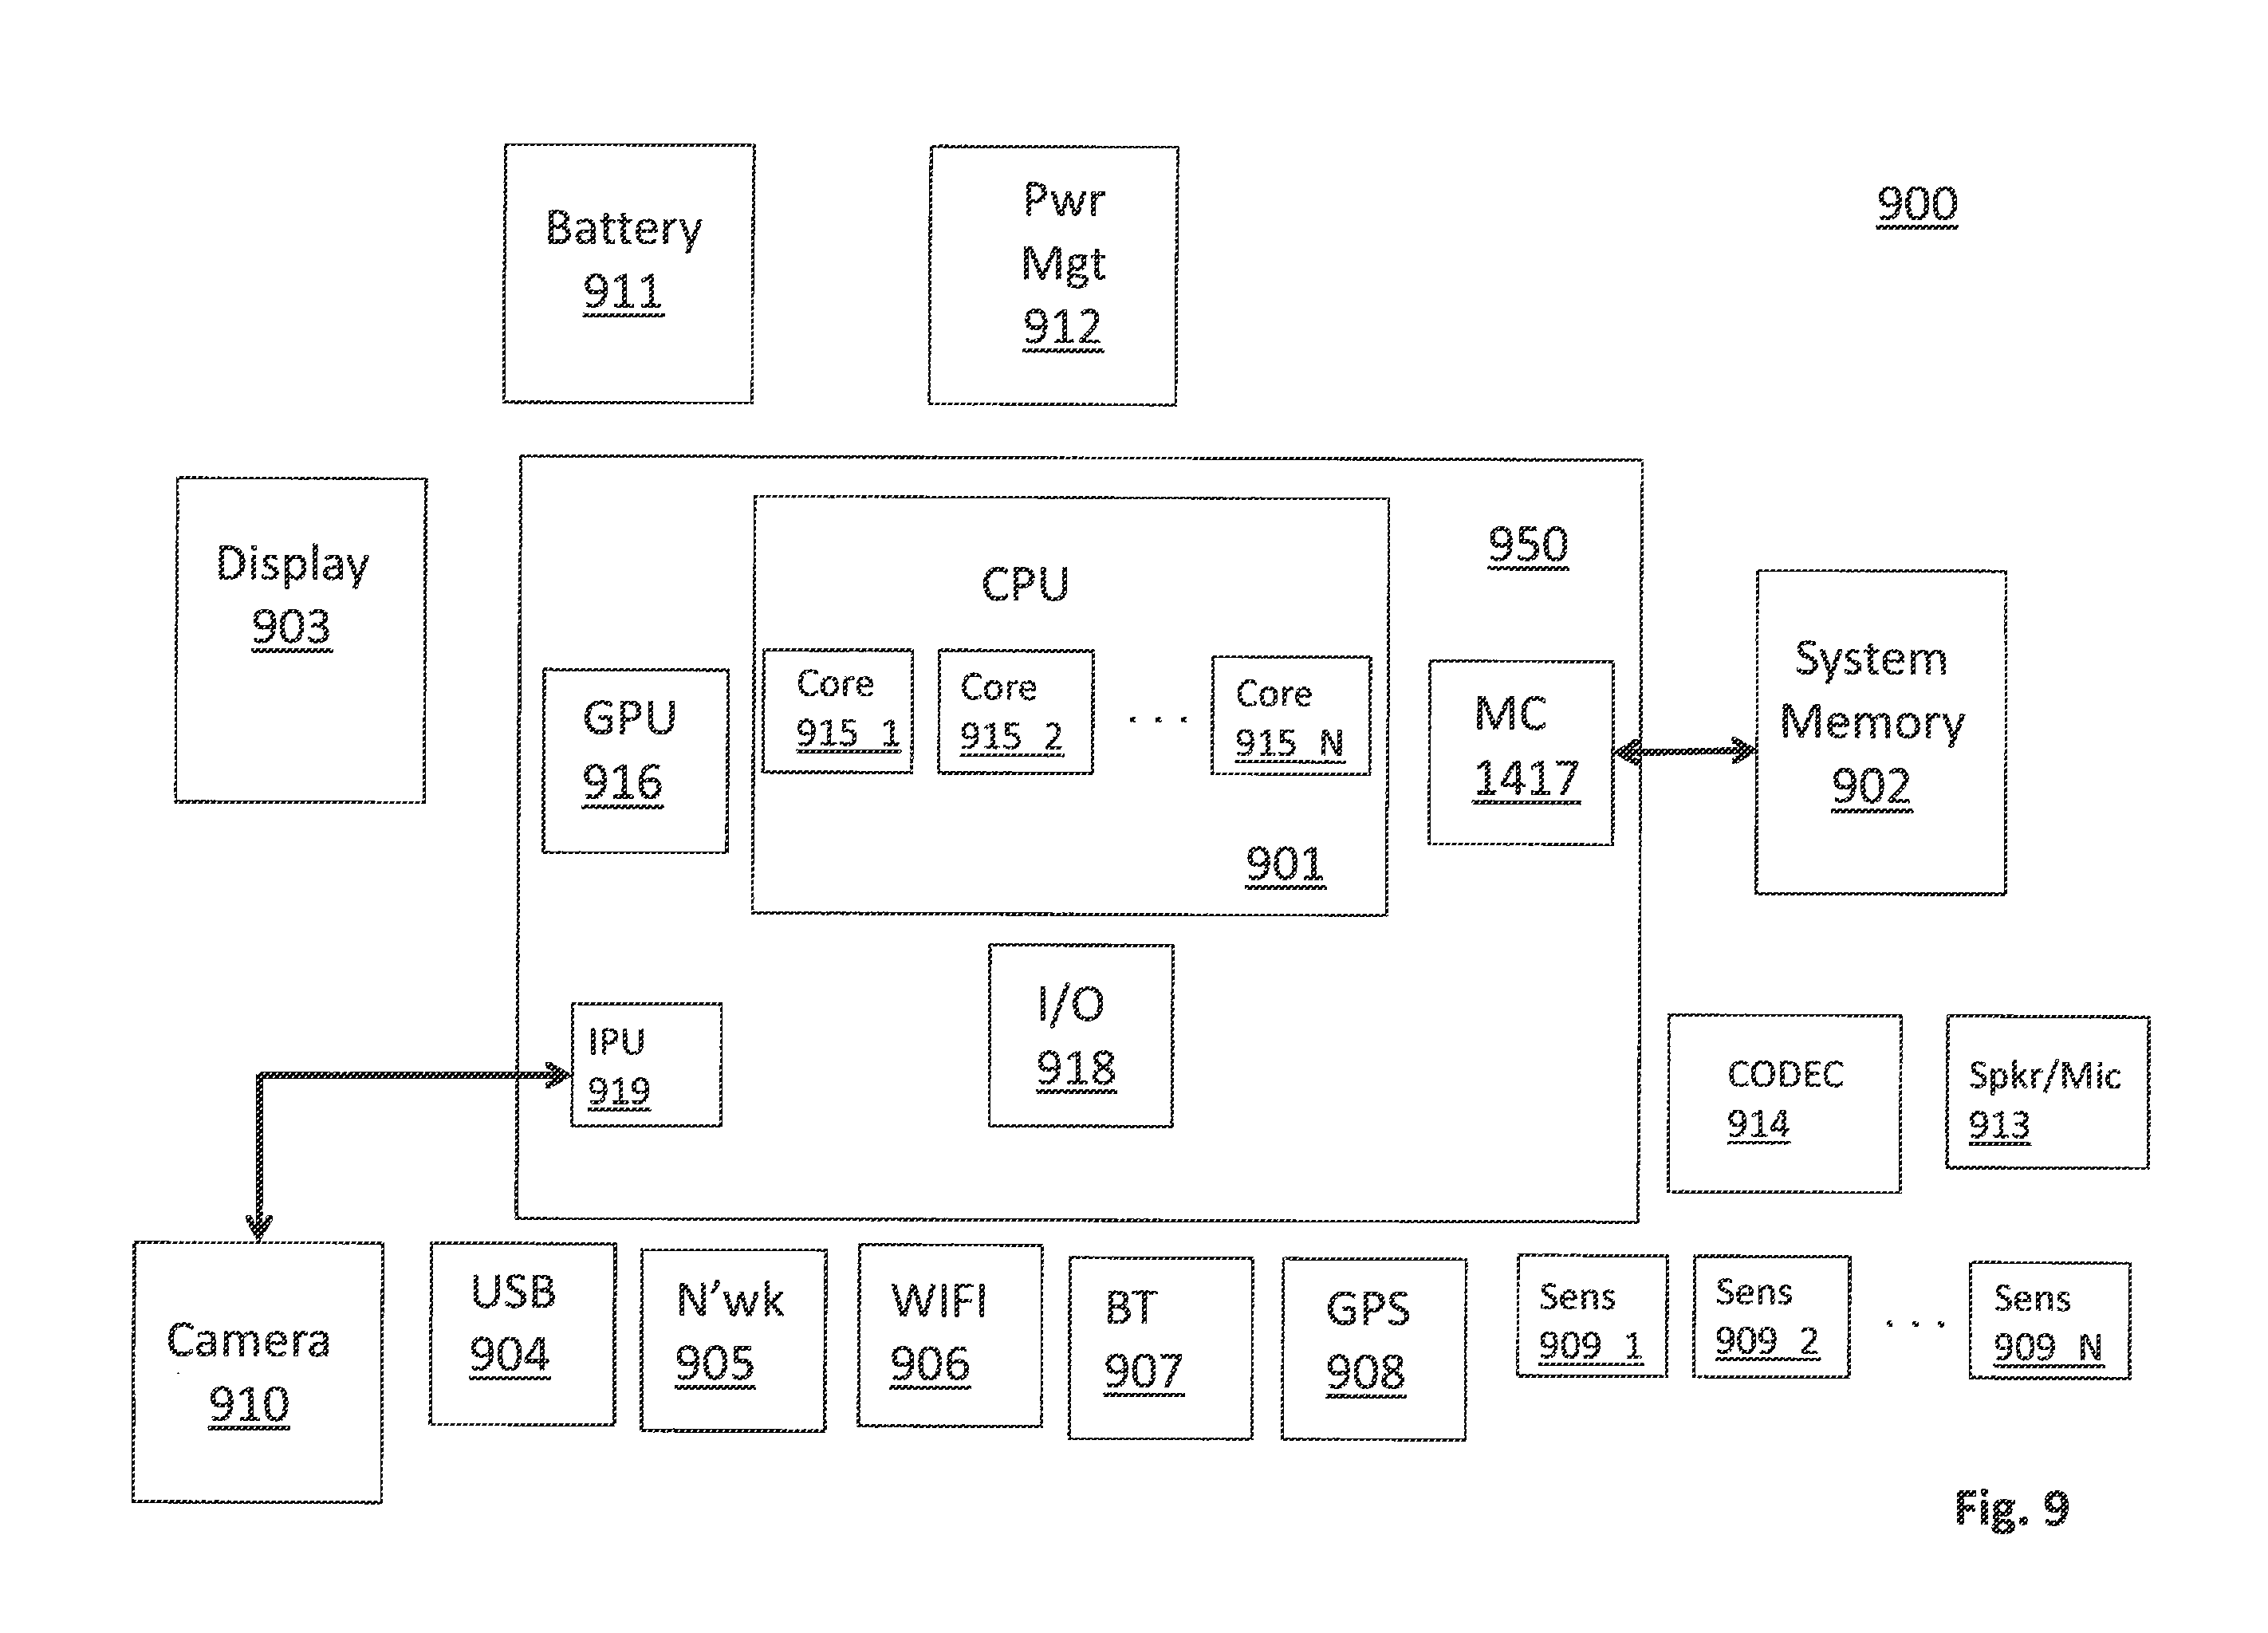 Battery
911
Pwr
Mgt
912
900
Display
903
950
CPU
GPU
916
Core
915_1
Core
915_2
. . .
Core
915_N
901
MC
1417
System
Memory
902
IPU
919
I/O
918
CODEC
914
Spkr/Mic
913
Camera
910
USB
904
N'wk
905
WIFI
906
BT
907
GPS
908
Sens
909_1
Sens
909_2
. . .
Sens
909_N
Fig. 9